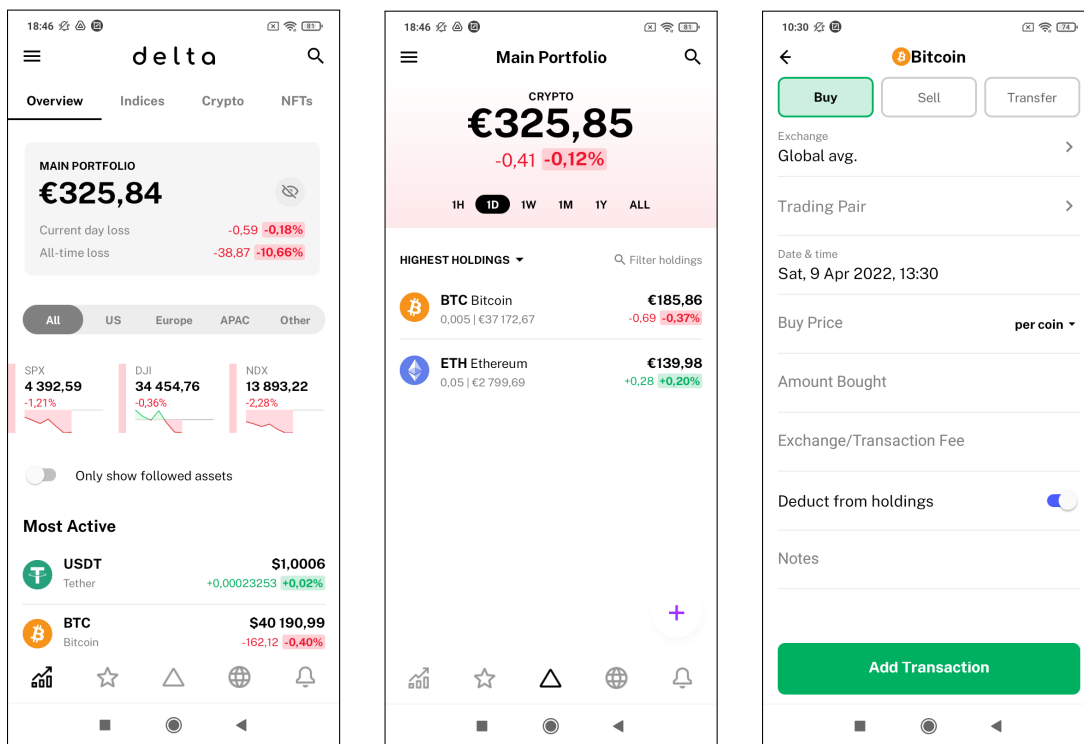 18:46 81
delta
Overview Indices Crypto NFTs
MAIN PORTFOLIO
€325,84
Current day loss -0,59 -0,18%
All-time loss -38,87 -10,66%
All US Europe APAC Other
SPX DJI NDX
4 392,59 34 454,76 13 893,22
-1,21% -0,36% -2,28%
Only show followed assets
Most Active
USDT $1,0006
Tether +0,00023253 +0,02%
BTC $40 190,99
Bitcoin -162,12 -0,40%
18:46 81
Main Portfolio
CRYPTO
€325,85
-0,41 -0,12%
1H 1D 1W 1M 1Y ALL
HIGHEST HOLDINGS Filter holdings
BTC Bitcoin €185,86
0,005 | €37 172,67 -0,69 -0,37%
ETH Ethereum €139,98
0,05 | €2 799,69 +0,28 +0,20%
10:30 74
Bitcoin
Buy Sell Transfer
Exchange
Global avg.
Trading Pair
Date & time
Sat, 9 Apr 2022, 13:30
Buy Price per coin
Amount Bought
Exchange/Transaction Fee
Deduct from holdings
Notes
Add Transaction